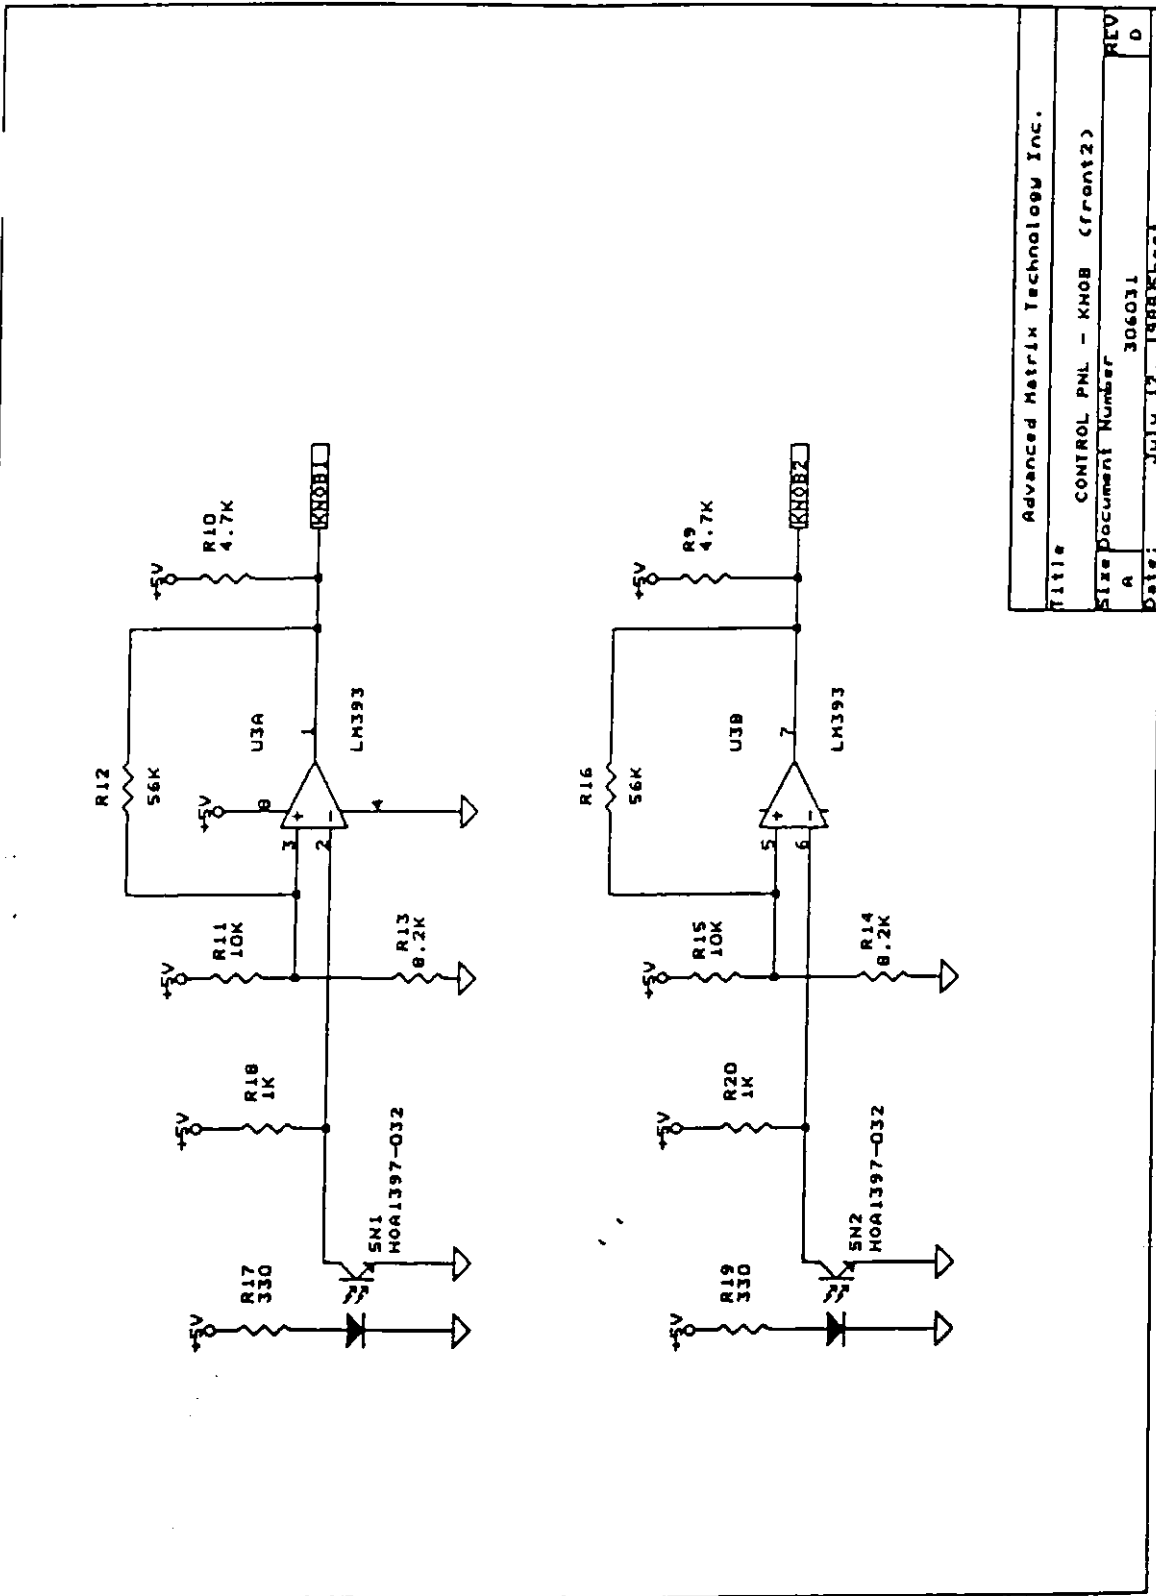 +5V
R12
56K
+5V
R10
4.7K
+5V
8
U3A
+5V
R11
10K
3
+
1
KNOB1
2
-
LM393
+5V
R18
1K
4
R13
8.2K
+5V
R17
330
SN1
HOA1397-032
R16
56K
+5V
R9
4.7K
U3B
+5V
R15
10K
5
+
7
KNOB2
6
-
LM393
+5V
R20
1K
R14
8.2K
+5V
R19
330
SN2
HOA1397-032
Advanced Matrix Technology Inc.
Title
CONTROL PNL - KNOB (front2)
Size Document Number REV
A 306031 D
Date: July 17,